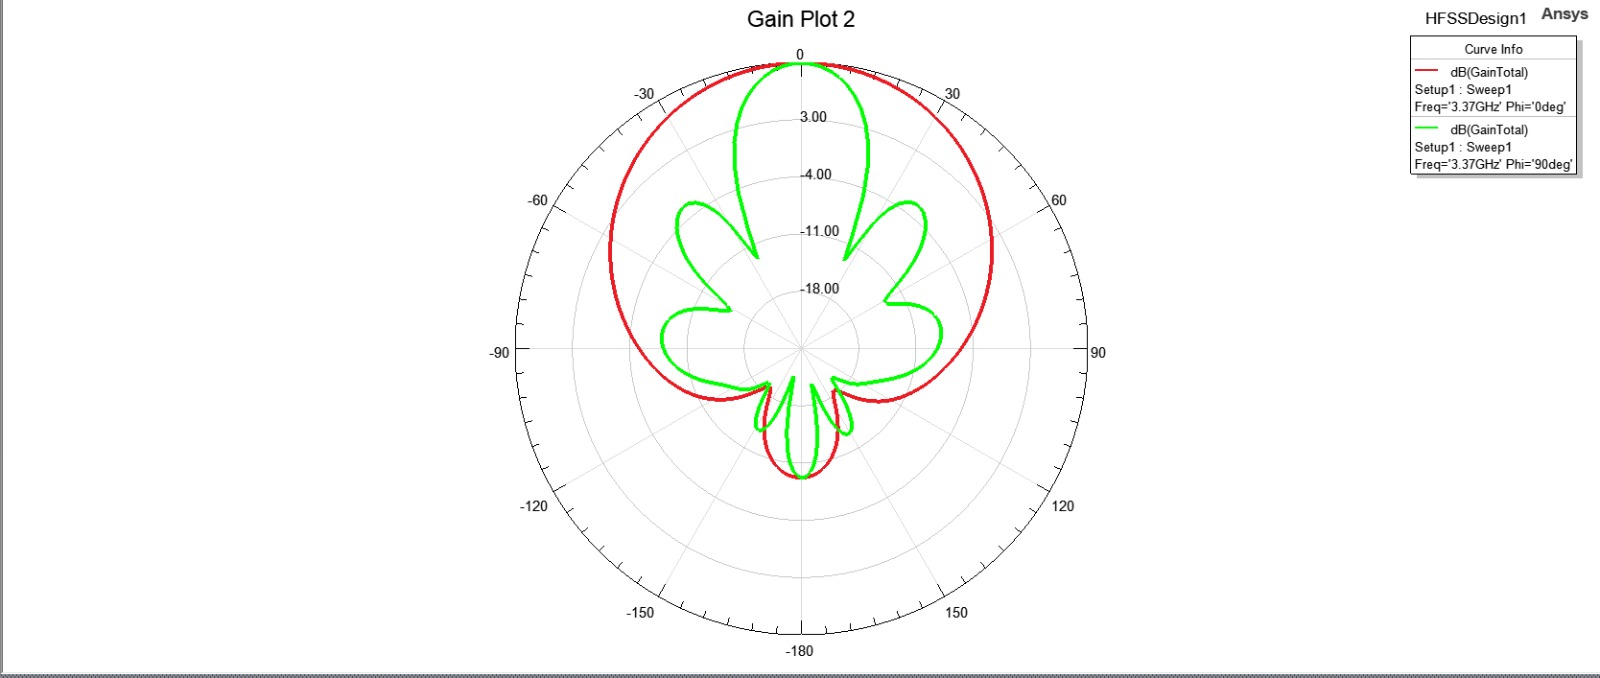 Gain Plot 2
HFSSDesign1
Ansys
Curve Info
dB(GainTotal)
Setup1 : Sweep1
Freq='3.37GHz' Phi='0deg'
dB(GainTotal)
Setup1 : Sweep1
Freq='3.37GHz' Phi='90deg'
0
-30
30
3.00
-4.00
-60
60
-11.00
-18.00
-90
90
-120
120
-150
150
-180